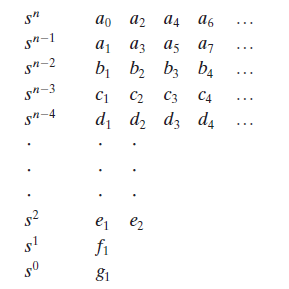 sⁿ a₀ a₂ a₄ a₆ ...
sⁿ⁻¹ a₁ a₃ a₅ a₇ ...
sⁿ⁻² b₁ b₂ b₃ b₄ ...
sⁿ⁻³ c₁ c₂ c₃ c₄ ...
sⁿ⁻⁴ d₁ d₂ d₃ d₄ ...
. . .
. . .
. . .
s² e₁ e₂
s¹ f₁
s⁰ g₁